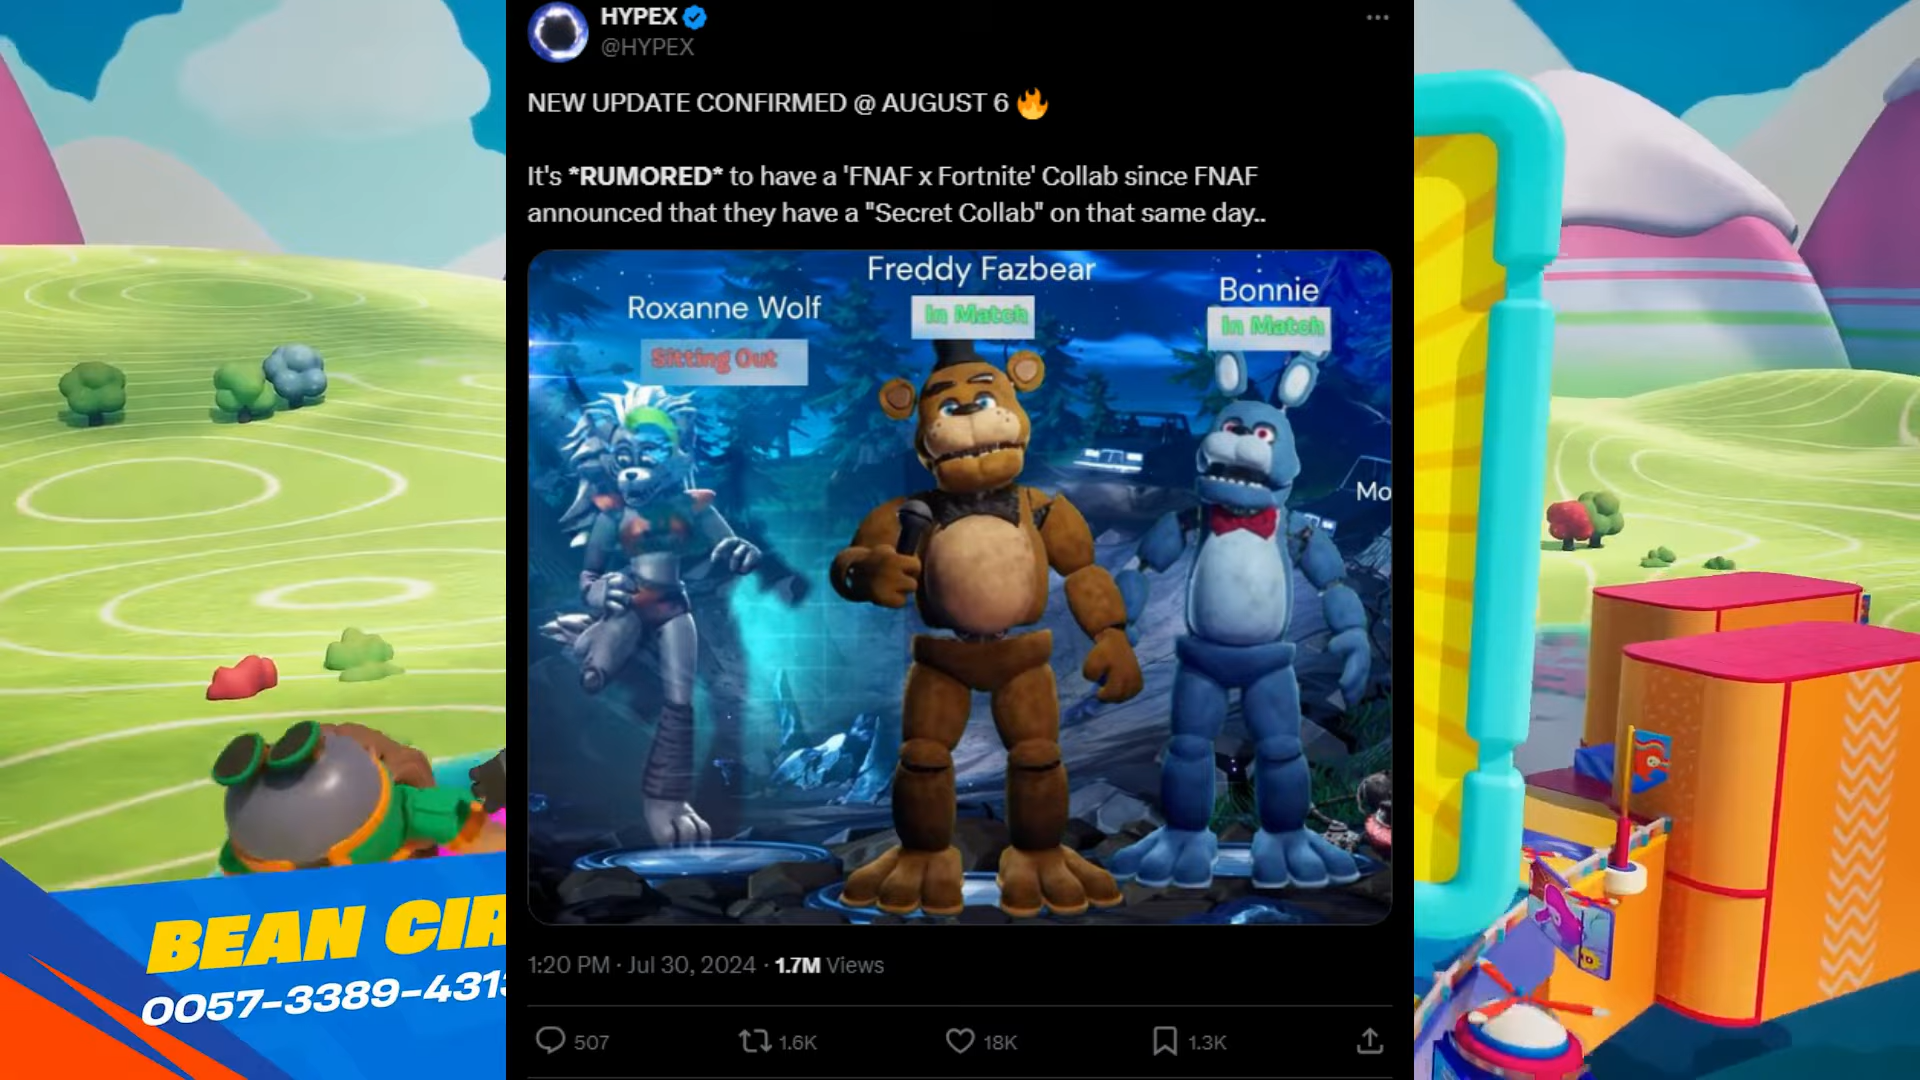 HYPEX
@HYPEX
NEW UPDATE CONFIRMED @ AUGUST 6 🔥
It's *RUMORED* to have a 'FNAF x Fortnite' Collab since FNAF
announced that they have a "Secret Collab" on that same day..
Freddy Fazbear
In Match
Bonnie
In Match
Roxanne Wolf
Sitting Out
Mo
1:20 PM · Jul 30, 2024 · 1.7M Views
507
1.6K
18K
1.3K
BEAN CIR
0057-3389-431